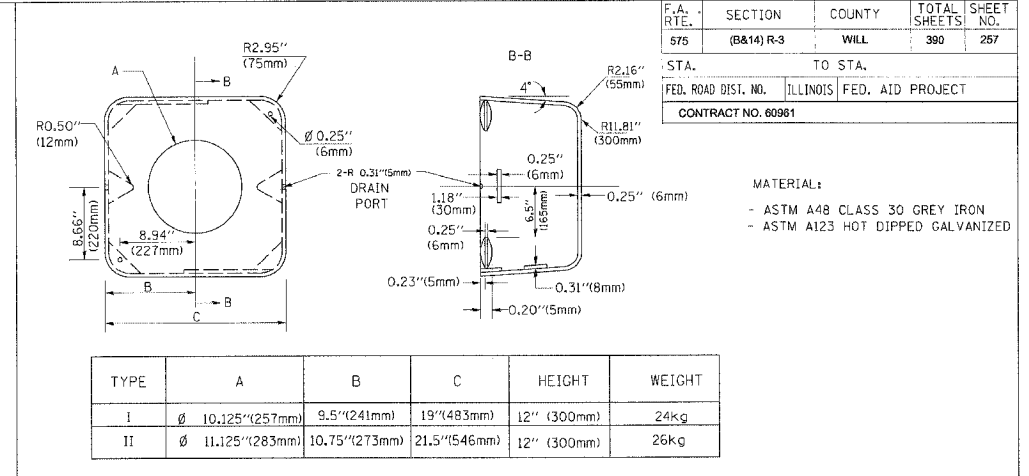 F.A. RTE. SECTION COUNTY TOTAL SHEETS SHEET NO.
575 (B&14) R-3 WILL 390 257
STA. TO STA.
FED. ROAD DIST. NO. ILLINOIS FED. AID PROJECT
CONTRACT NO. 60961
B-B
R2.95" (75mm)
A
B
R0.50" (12mm)
Ø 0.25" (6mm)
2-R 0.31"(5mm)
DRAIN PORT
8.66" (220mm)
8.94" (227mm)
B
B
C
4°
R2.16" (55mm)
R11.81" (300mm)
0.25" (6mm)
1.18" (30mm)
6.5" (165mm)
0.25" (6mm)
0.25" (6mm)
0.23"(5mm)
0.31"(8mm)
0.20"(5mm)
MATERIAL:
- ASTM A48 CLASS 30 GREY IRON
- ASTM A123 HOT DIPPED GALVANIZED
TYPE A B C HEIGHT WEIGHT
I Ø 10.125"(257mm) 9.5"(241mm) 19"(483mm) 12" (300mm) 24kg
II Ø 11.125"(283mm) 10.75"(273mm) 21.5"(546mm) 12" (300mm) 26kg